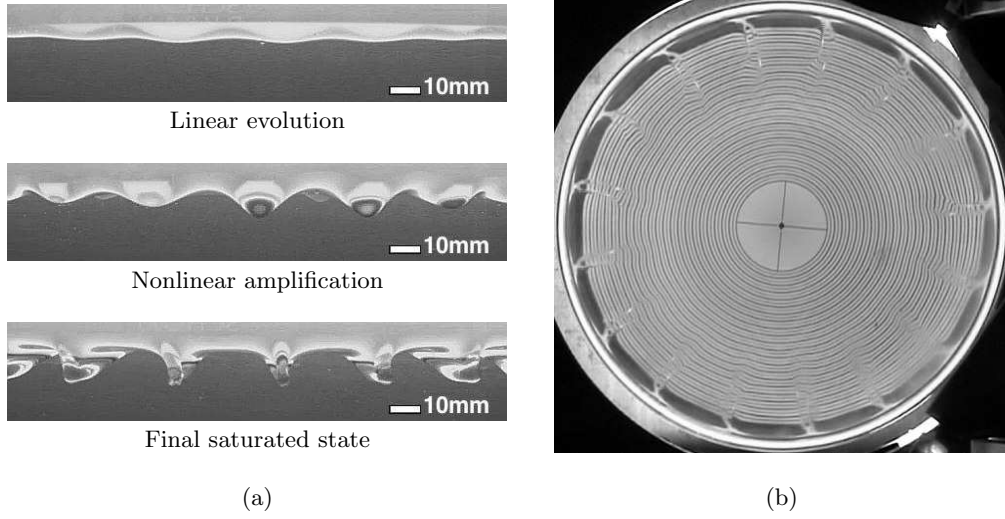 10mm
Linear evolution
10mm
Nonlinear amplification
10mm
Final saturated state
(a)
(b)